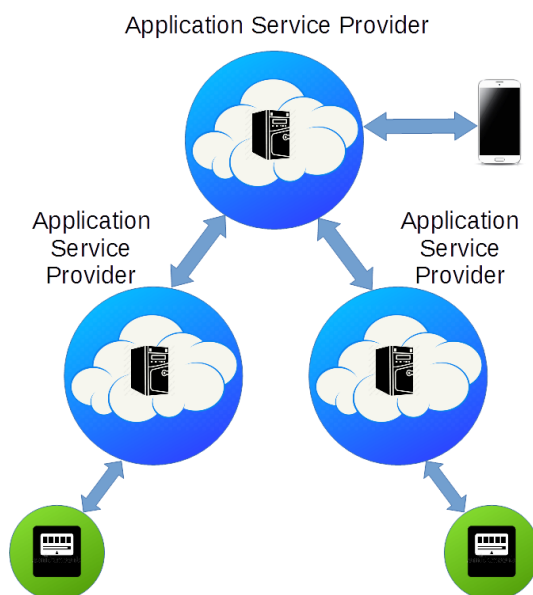 Application Service Provider
Application
Service
Provider
Application
Service
Provider